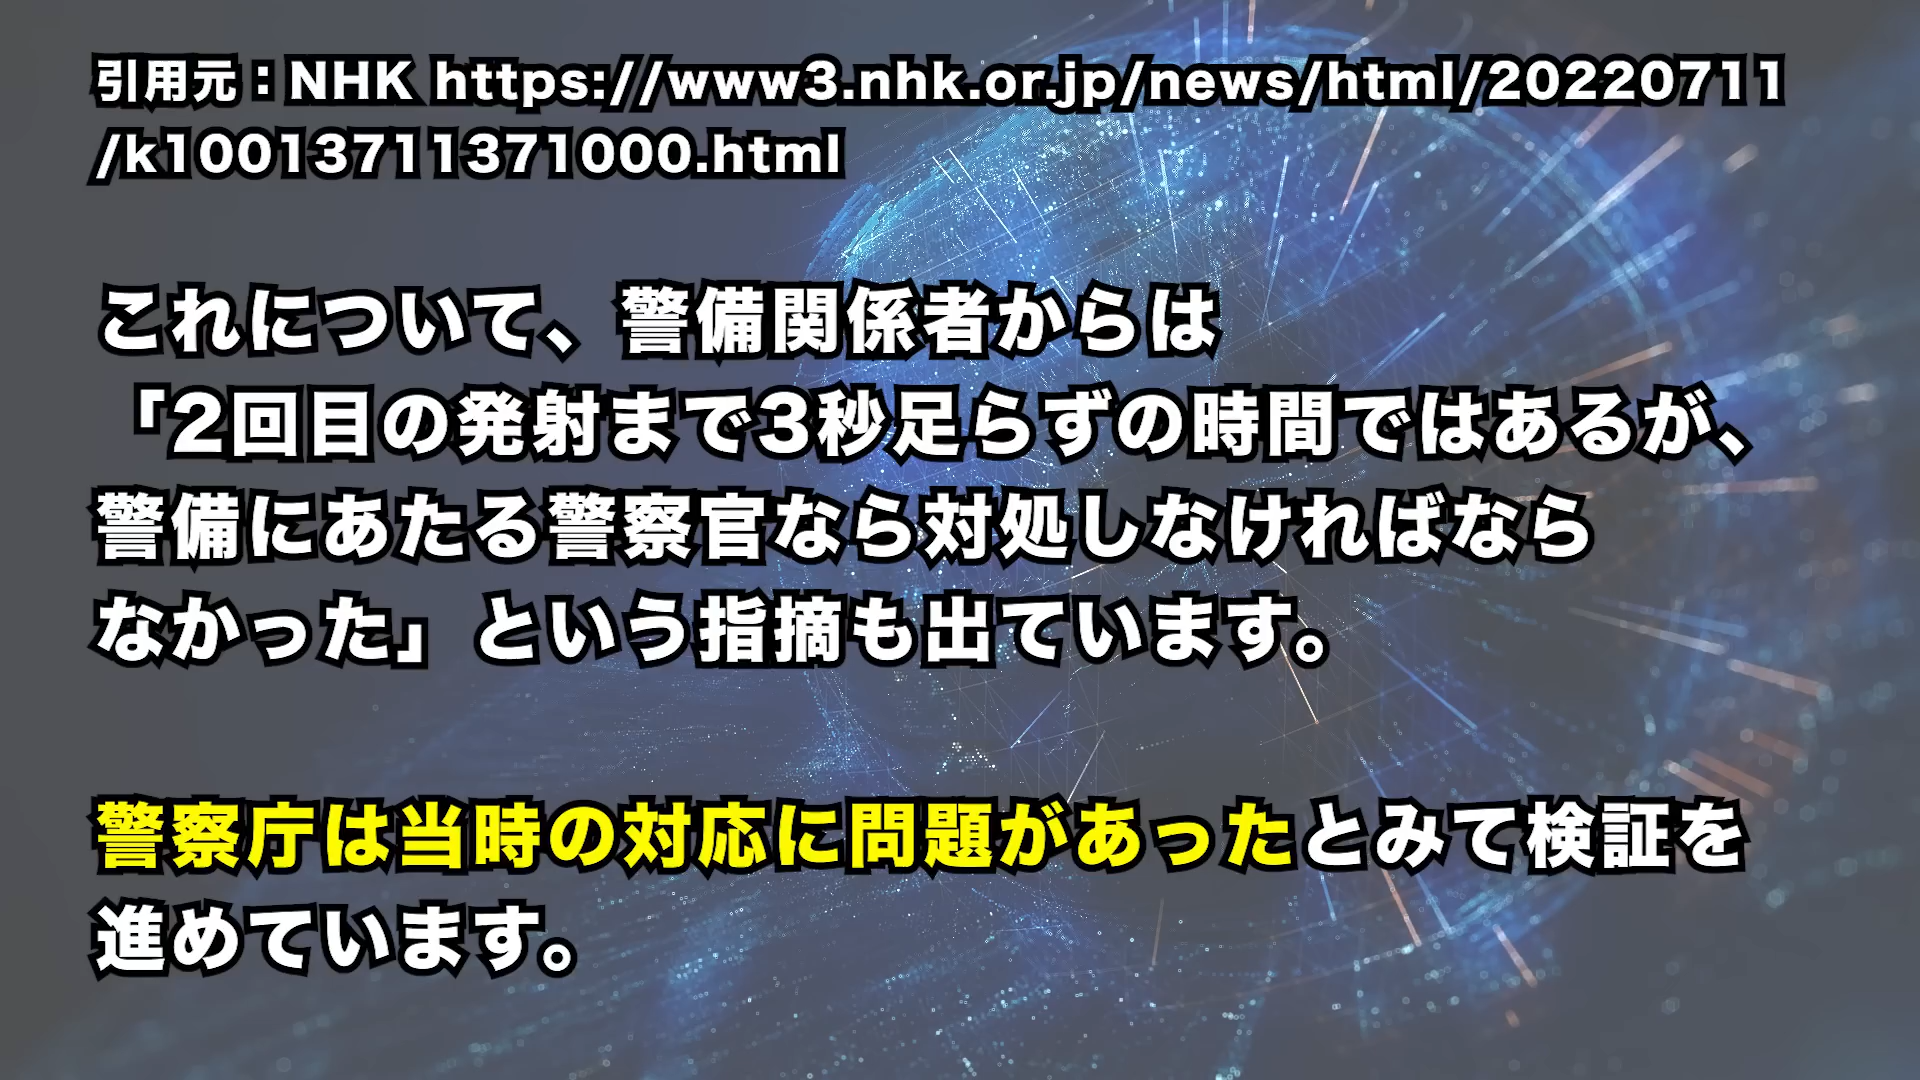 引用元：NHK https://www3.nhk.or.jp/news/html/20220711
/k10013711371000.html
これについて、警備関係者からは
「2回目の発射まで3秒足らずの時間ではあるが、
警備にあたる警察官なら対処しなければなら
なかった」という指摘も出ています。
警察庁は当時の対応に問題があったとみて検証を
進めています。